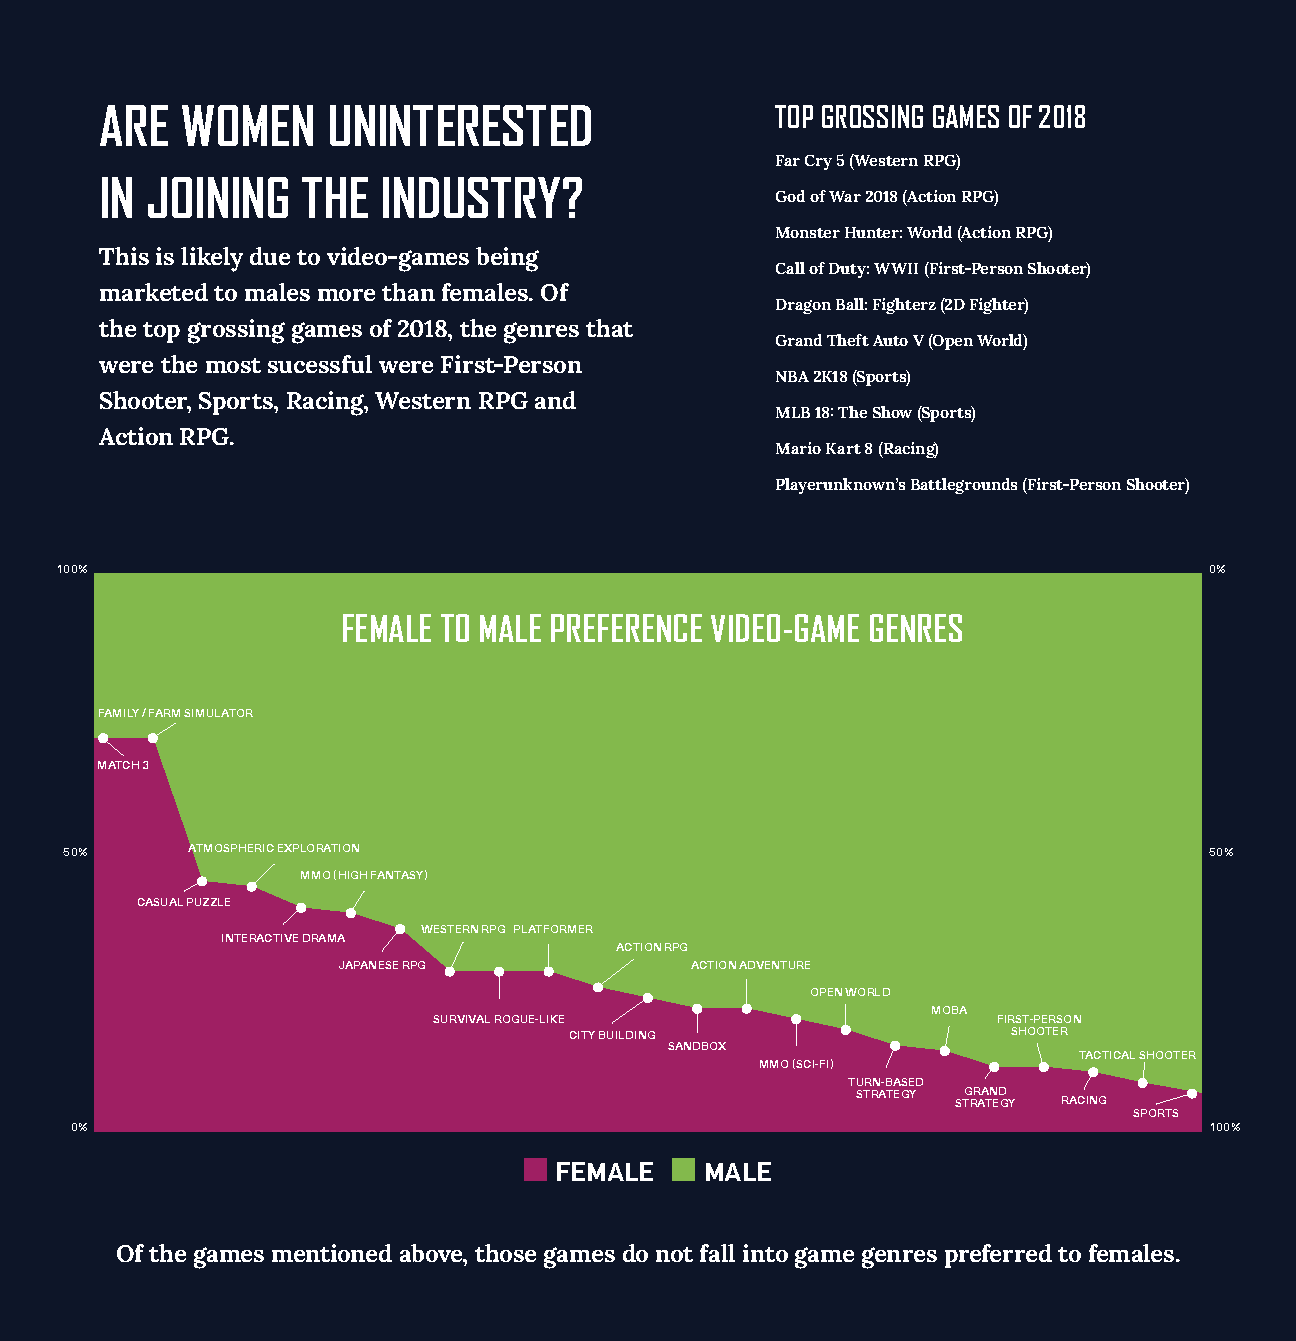 ARE WOMEN UNINTERESTED
IN JOINING THE INDUSTRY?
This is likely due to video-games being
marketed to males more than females. Of
the top grossing games of 2018, the genres that
were the most sucessful were First-Person
Shooter, Sports, Racing, Western RPG and
Action RPG.
TOP GROSSING GAMES OF 2018
Far Cry 5 (Western RPG)
God of War 2018 (Action RPG)
Monster Hunter: World (Action RPG)
Call of Duty: WWII (First-Person Shooter)
Dragon Ball: Fighterz (2D Fighter)
Grand Theft Auto V (Open World)
NBA 2K18 (Sports)
MLB 18: The Show (Sports)
Mario Kart 8 (Racing)
Playerunknown's Battlegrounds (First-Person Shooter)
100%
0%
FEMALE TO MALE PREFERENCE VIDEO-GAME GENRES
FAMILY / FARM SIMULATOR
MATCH 3
50%
50%
ATMOSPHERIC EXPLORATION
MMO (HIGH FANTASY)
CASUAL PUZZLE
INTERACTIVE DRAMA
WESTERN RPG
PLATFORMER
JAPANESE RPG
ACTION RPG
ACTION ADVENTURE
OPEN WORLD
SURVIVAL ROGUE-LIKE
CITY BUILDING
SANDBOX
MOBA
FIRST-PERSON
SHOOTER
MMO (SCI-FI)
TACTICAL SHOOTER
TURN-BASED
STRATEGY
GRAND
STRATEGY
RACING
SPORTS
0%
100%
FEMALE
MALE
Of the games mentioned above, those games do not fall into game genres preferred to females.